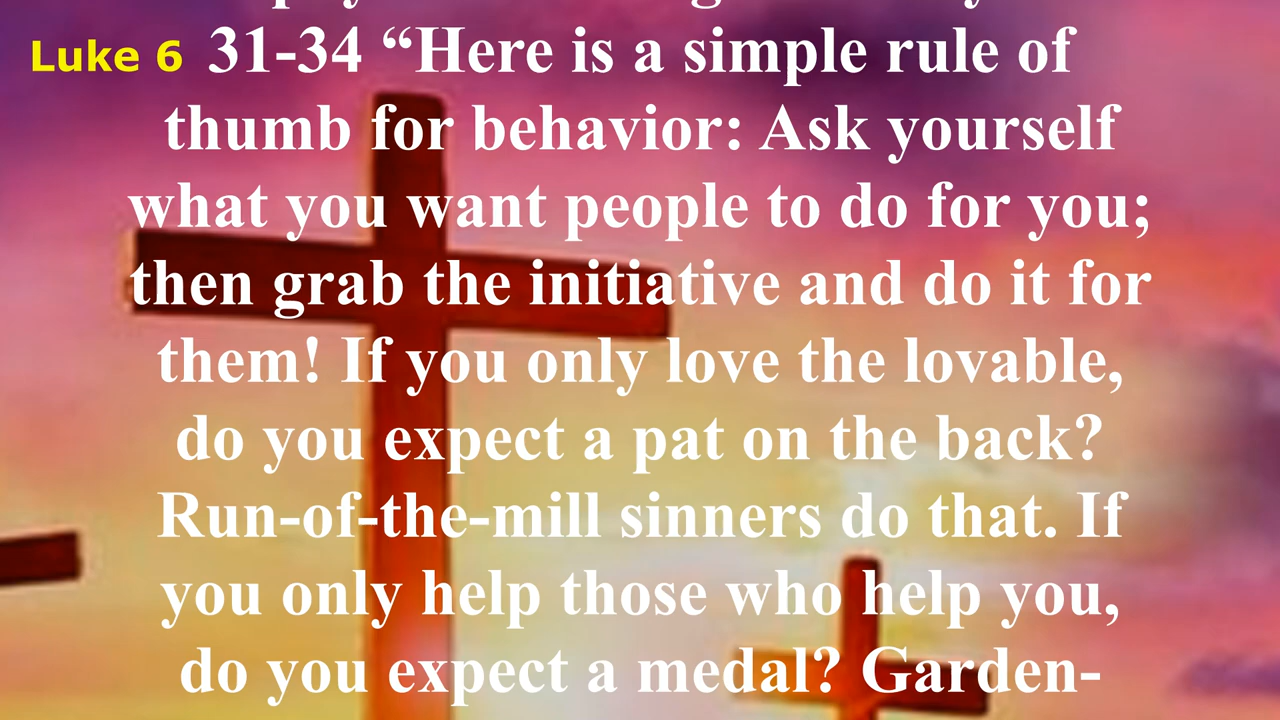 Luke 6 31-34 “Here is a simple rule of
thumb for behavior: Ask yourself
what you want people to do for you;
then grab the initiative and do it for
them! If you only love the lovable,
do you expect a pat on the back?
Run-of-the-mill sinners do that. If
you only help those who help you,
do you expect a medal? Garden-